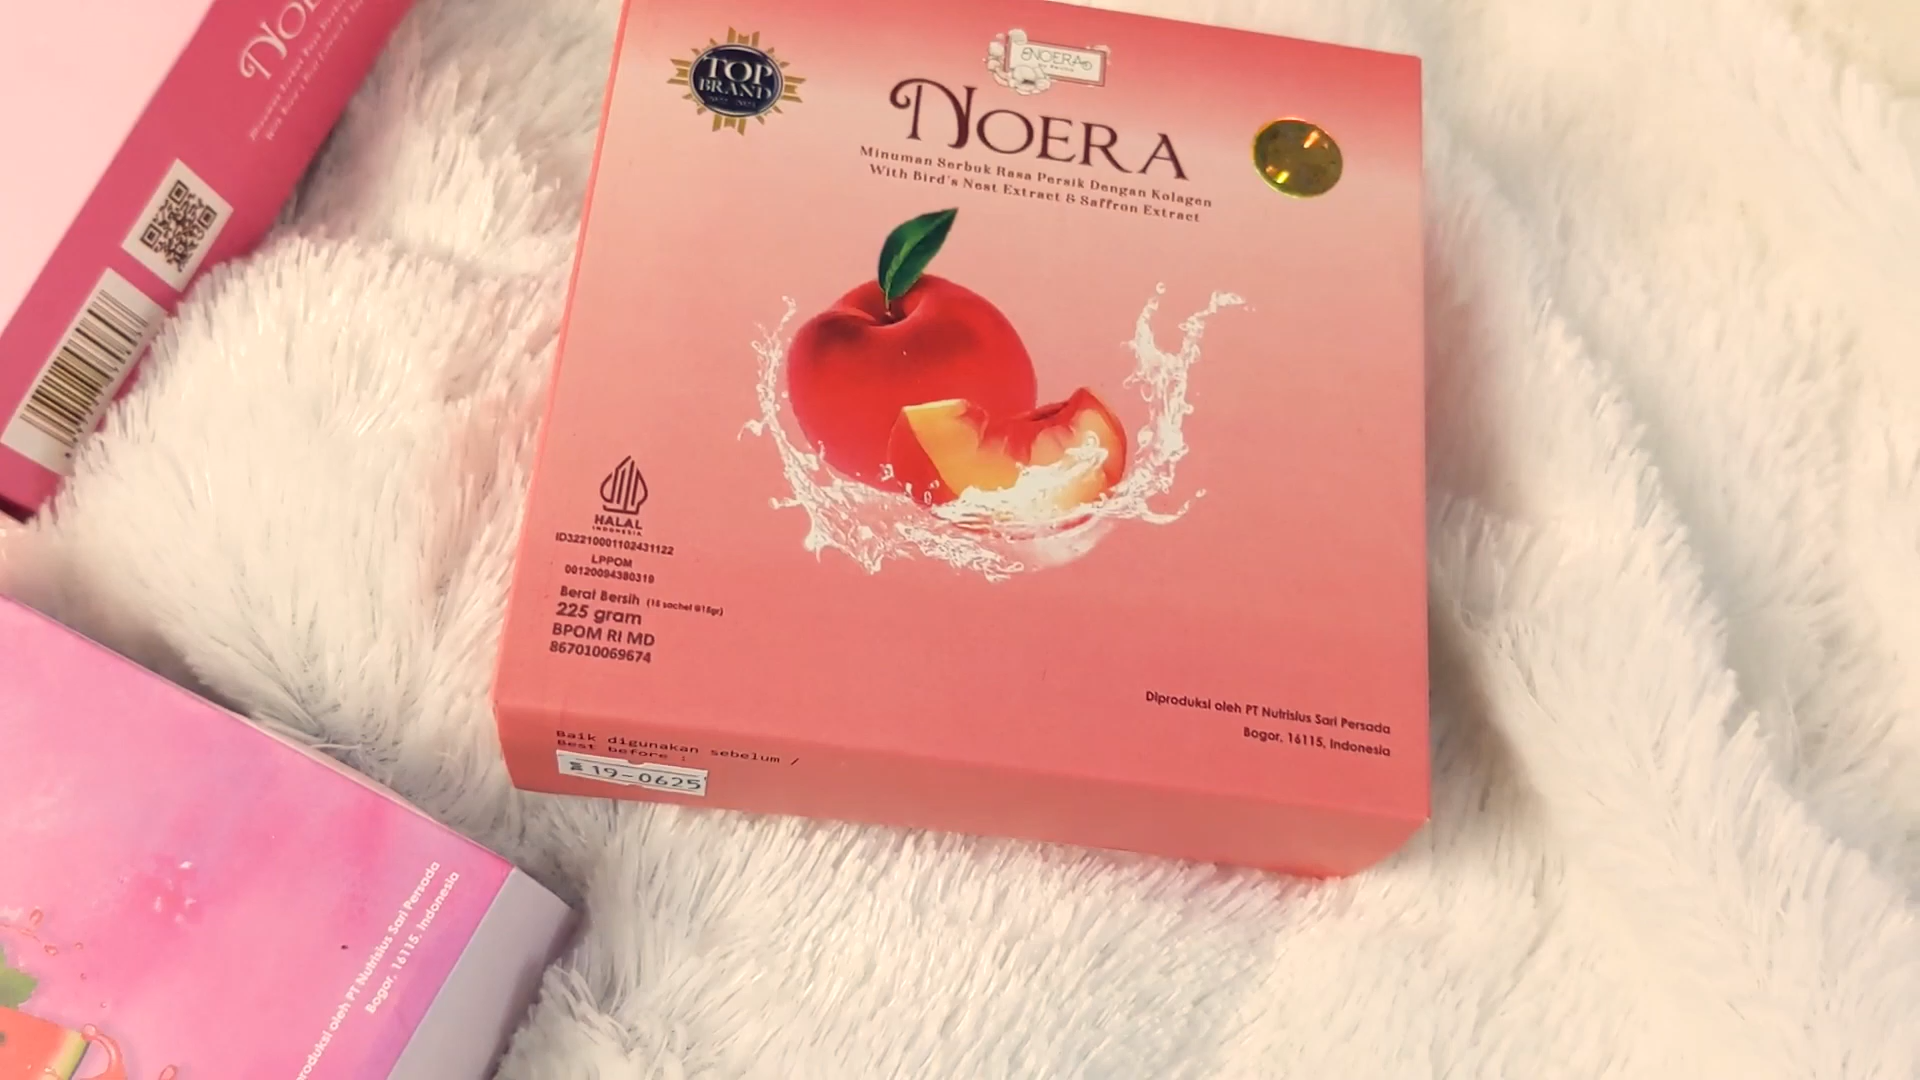 TOP
BRAND
NOERA
NOERA
Minuman Serbuk Rasa Persik Dengan Kolagen
With Bird's Nest Extract & Saffron Extract
HALAL
INDONESIA
ID32210001102431122
LPPOM
00120094380319
Berat Bersih (15 sachet @15gr)
225 gram
BPOM RI MD
867010069674
Diproduksi oleh PT Nutrisius Sari Persada
Bogor, 16115, Indonesia
Baik digunakan sebelum /
Best before :
19-0625
roduksi oleh PT Nutrisius Sari Persada
Bogor, 16115, Indonesia